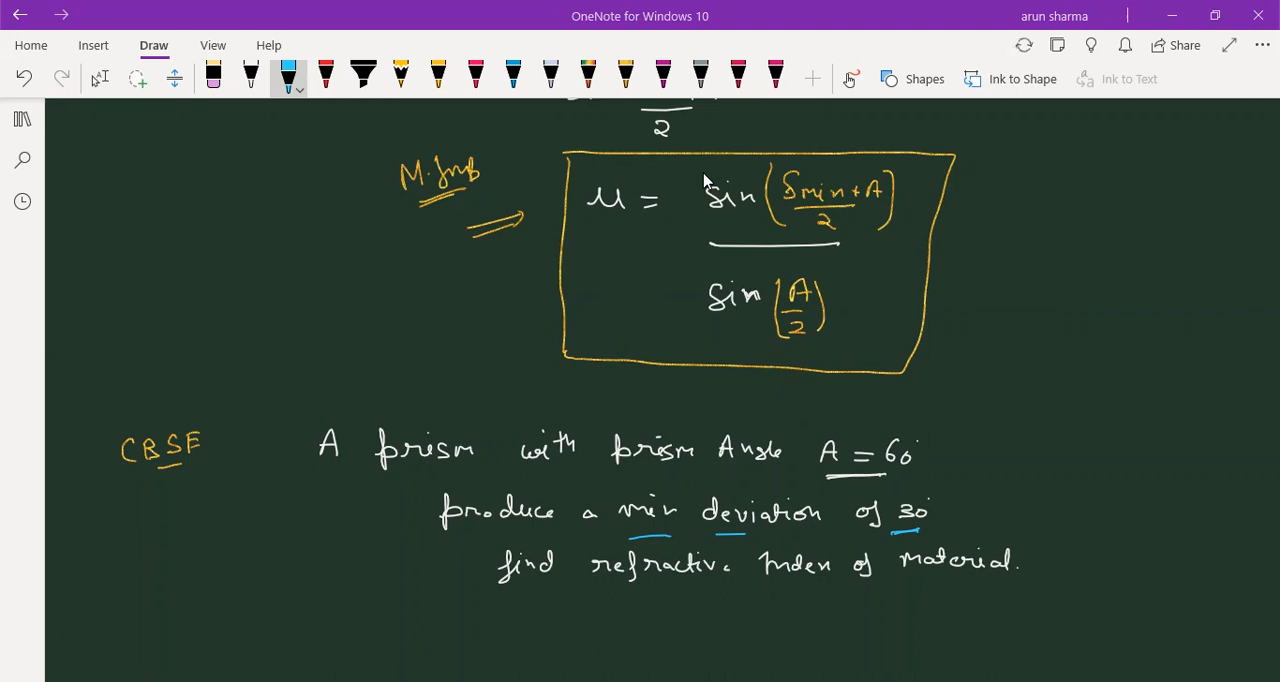 OneNote for Windows 10
arun sharma
Home Insert Draw View Help
Share
Shapes
Ink to Shape
Ink to Text
2
μ = sin (δmin + A / 2)
sin (A / 2)
CBSE A prism with prism Angle A = 60°
produce a min deviation of 30°
find refractive Index of material.